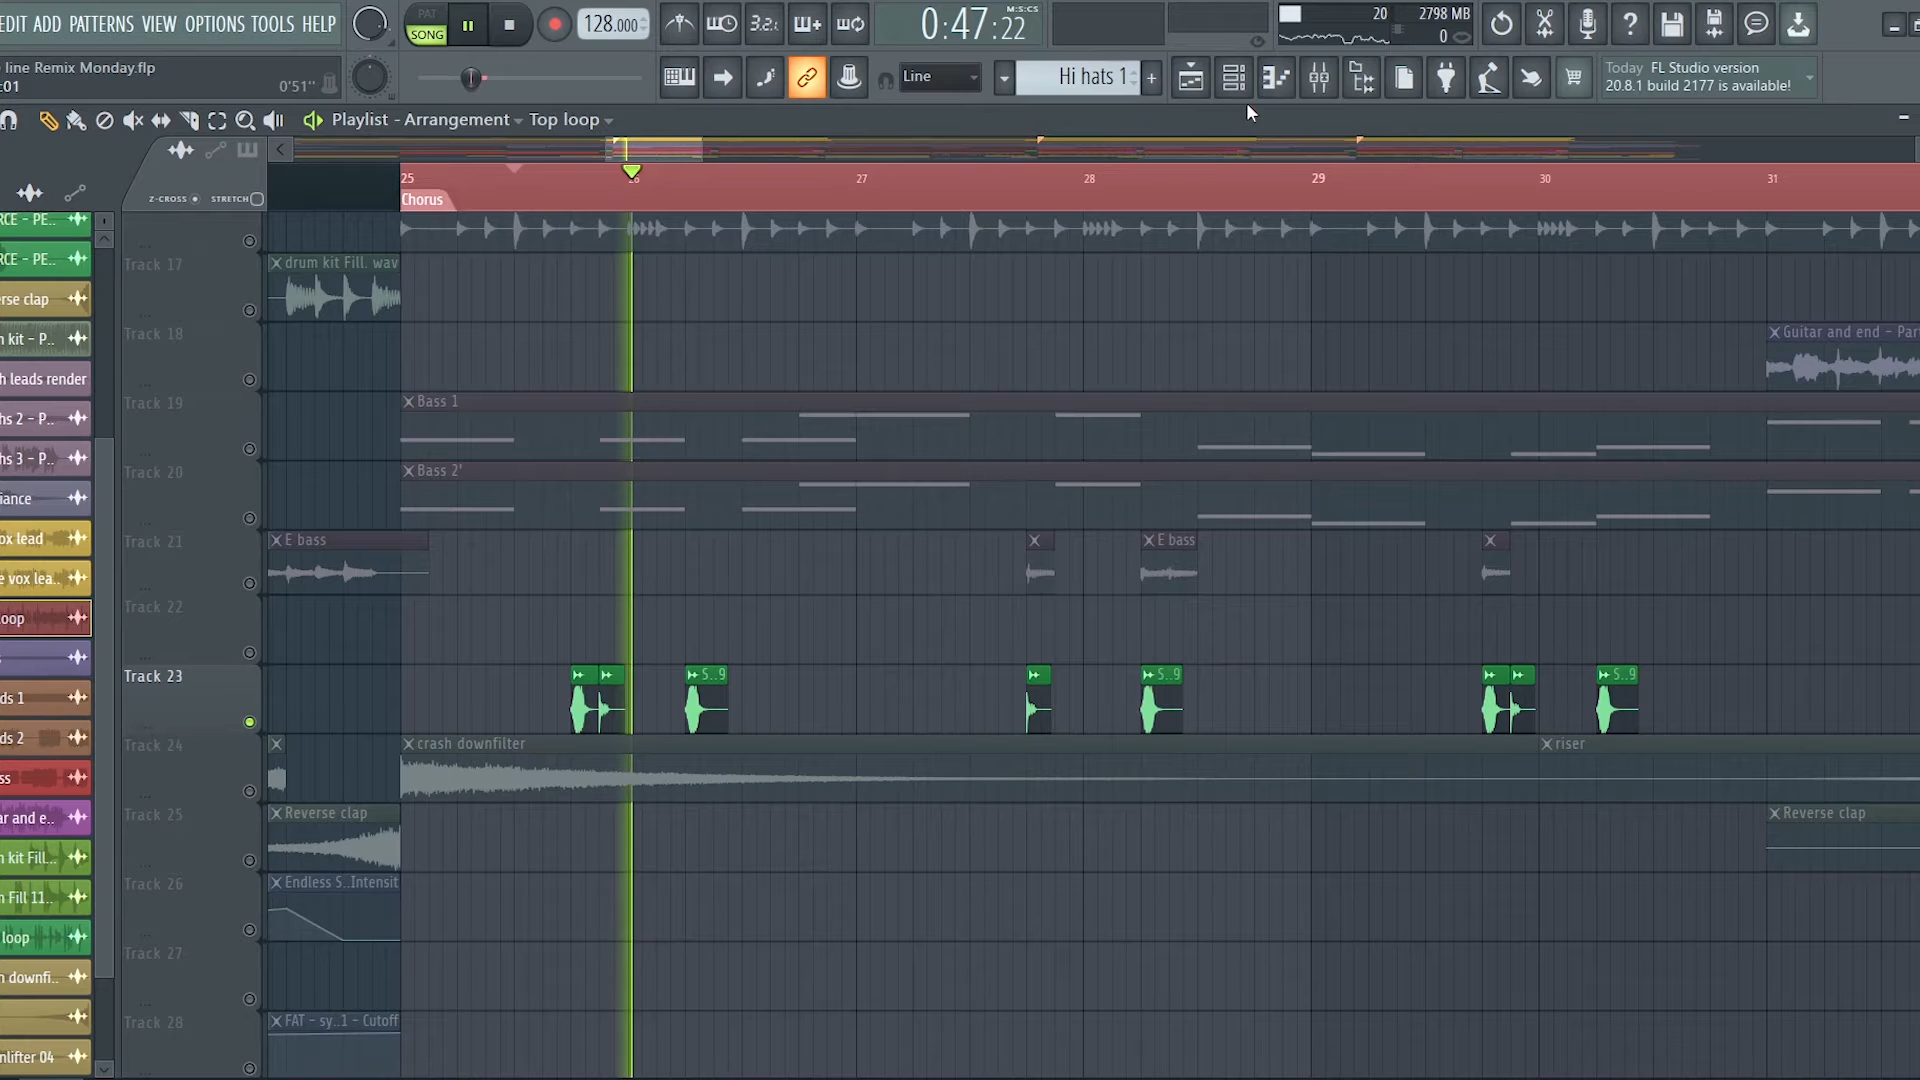 EDIT ADD PATTERNS VIEW OPTIONS TOOLS HELP
PAT
SONG
128.000
3.2.
0:47:22
M:S:CS
20
2798 MB
0
line Remix Monday.flp
:01
0'51"
Line
Hi hats 1
Today FL Studio version
20.8.1 build 2177 is available!
Playlist - Arrangement
Top loop
Z-CROSS
STRETCH
25
26
27
28
29
30
31
Chorus
RCE - PE..
RCE - PE..
rse clap
m kit - P..
h leads render
hs 2 - P..
hs 3 - P..
iance
ox lead
e vox lea..
oop
ds 1
ds 2
ss
ar and e..
m kit Fill...
m Fill 11..
loop
h downfi..
nlifter 04
Track 17
drum kit Fill. wav
Track 18
Guitar and end - Par
Track 19
Bass 1
Track 20
Bass 2'
Track 21
E bass
E bass
Track 22
Track 23
S..9
S..9
S..9
Track 24
crash downfilter
riser
Track 25
Reverse clap
Reverse clap
Track 26
Endless S..Intensit
Track 27
Track 28
FAT - sy..1 - Cutoff